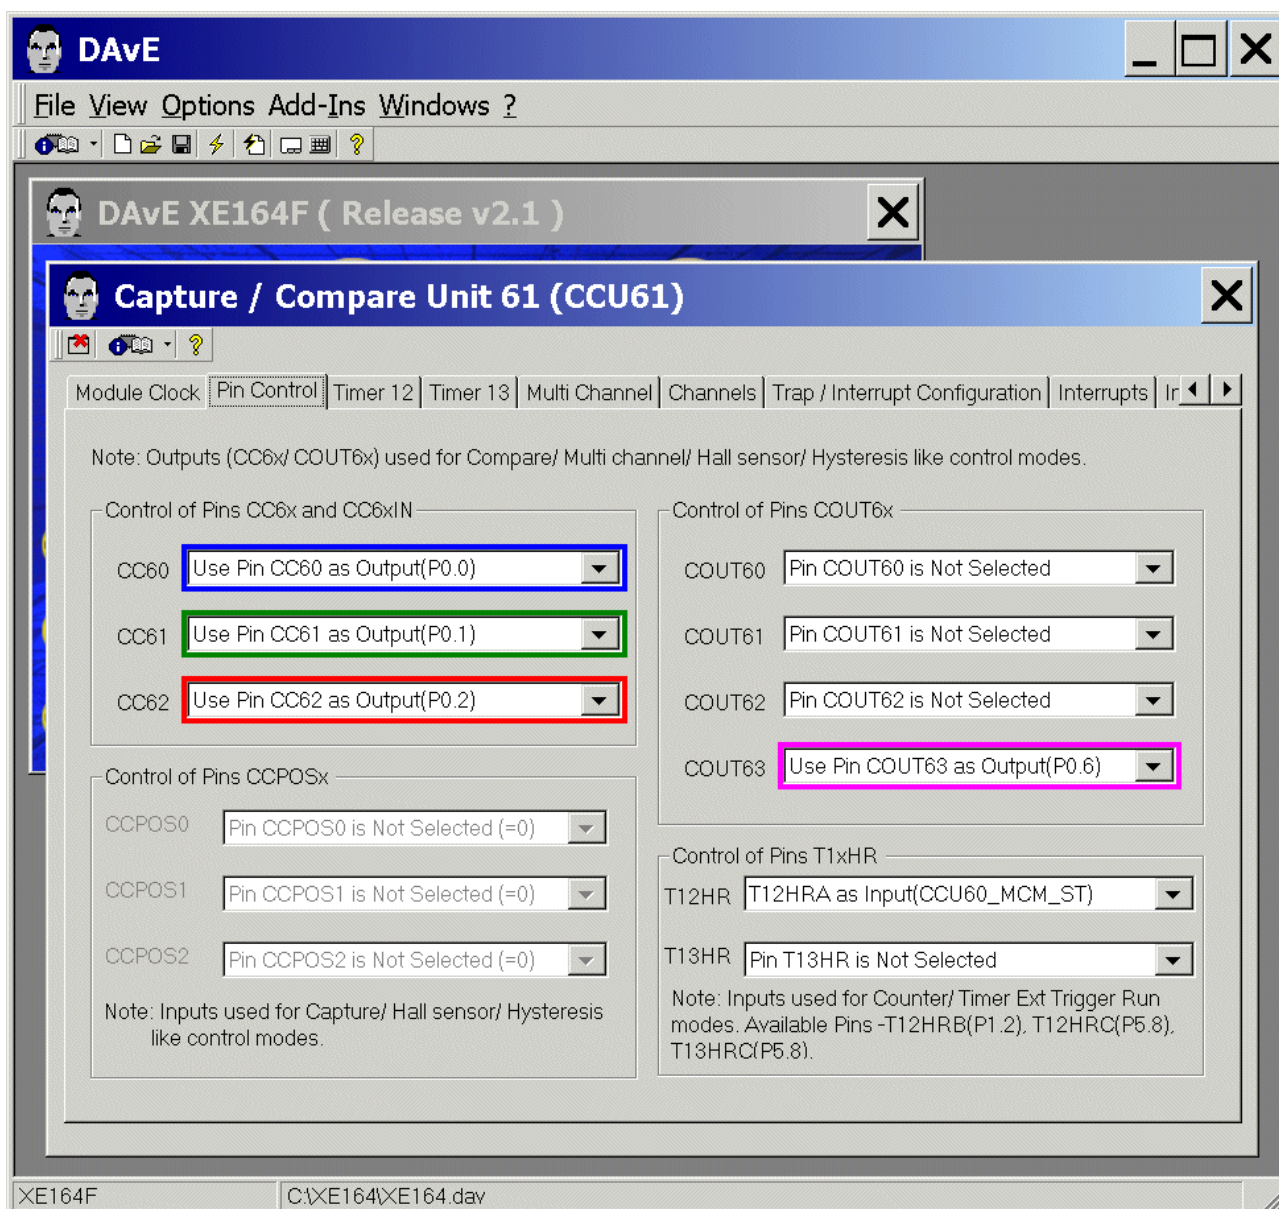 DAvE
File View Options Add-Ins Windows ?
DAvE XE164F ( Release v2.1 )
Capture / Compare Unit 61 (CCU61)
Module Clock Pin Control Timer 12 Timer 13 Multi Channel Channels Trap / Interrupt Configuration Interrupts
Note: Outputs (CC6x/ COUT6x) used for Compare/ Multi channel/ Hall sensor/ Hysteresis like control modes.
Control of Pins CC6x and CC6xIN
CC60 Use Pin CC60 as Output(P0.0)
CC61 Use Pin CC61 as Output(P0.1)
CC62 Use Pin CC62 as Output(P0.2)
Control of Pins CCPOSx
CCPOS0 Pin CCPOS0 is Not Selected (=0)
CCPOS1 Pin CCPOS1 is Not Selected (=0)
CCPOS2 Pin CCPOS2 is Not Selected (=0)
Note: Inputs used for Capture/ Hall sensor/ Hysteresis
like control modes.
Control of Pins COUT6x
COUT60 Pin COUT60 is Not Selected
COUT61 Pin COUT61 is Not Selected
COUT62 Pin COUT62 is Not Selected
COUT63 Use Pin COUT63 as Output(P0.6)
Control of Pins T1xHR
T12HR T12HRA as Input(CCU60_MCM_ST)
T13HR Pin T13HR is Not Selected
Note: Inputs used for Counter/ Timer Ext Trigger Run
modes. Available Pins -T12HRB(P1.2), T12HRC(P5.8),
T13HRC(P5.8).
XE164F C:\XE164\XE164.dav